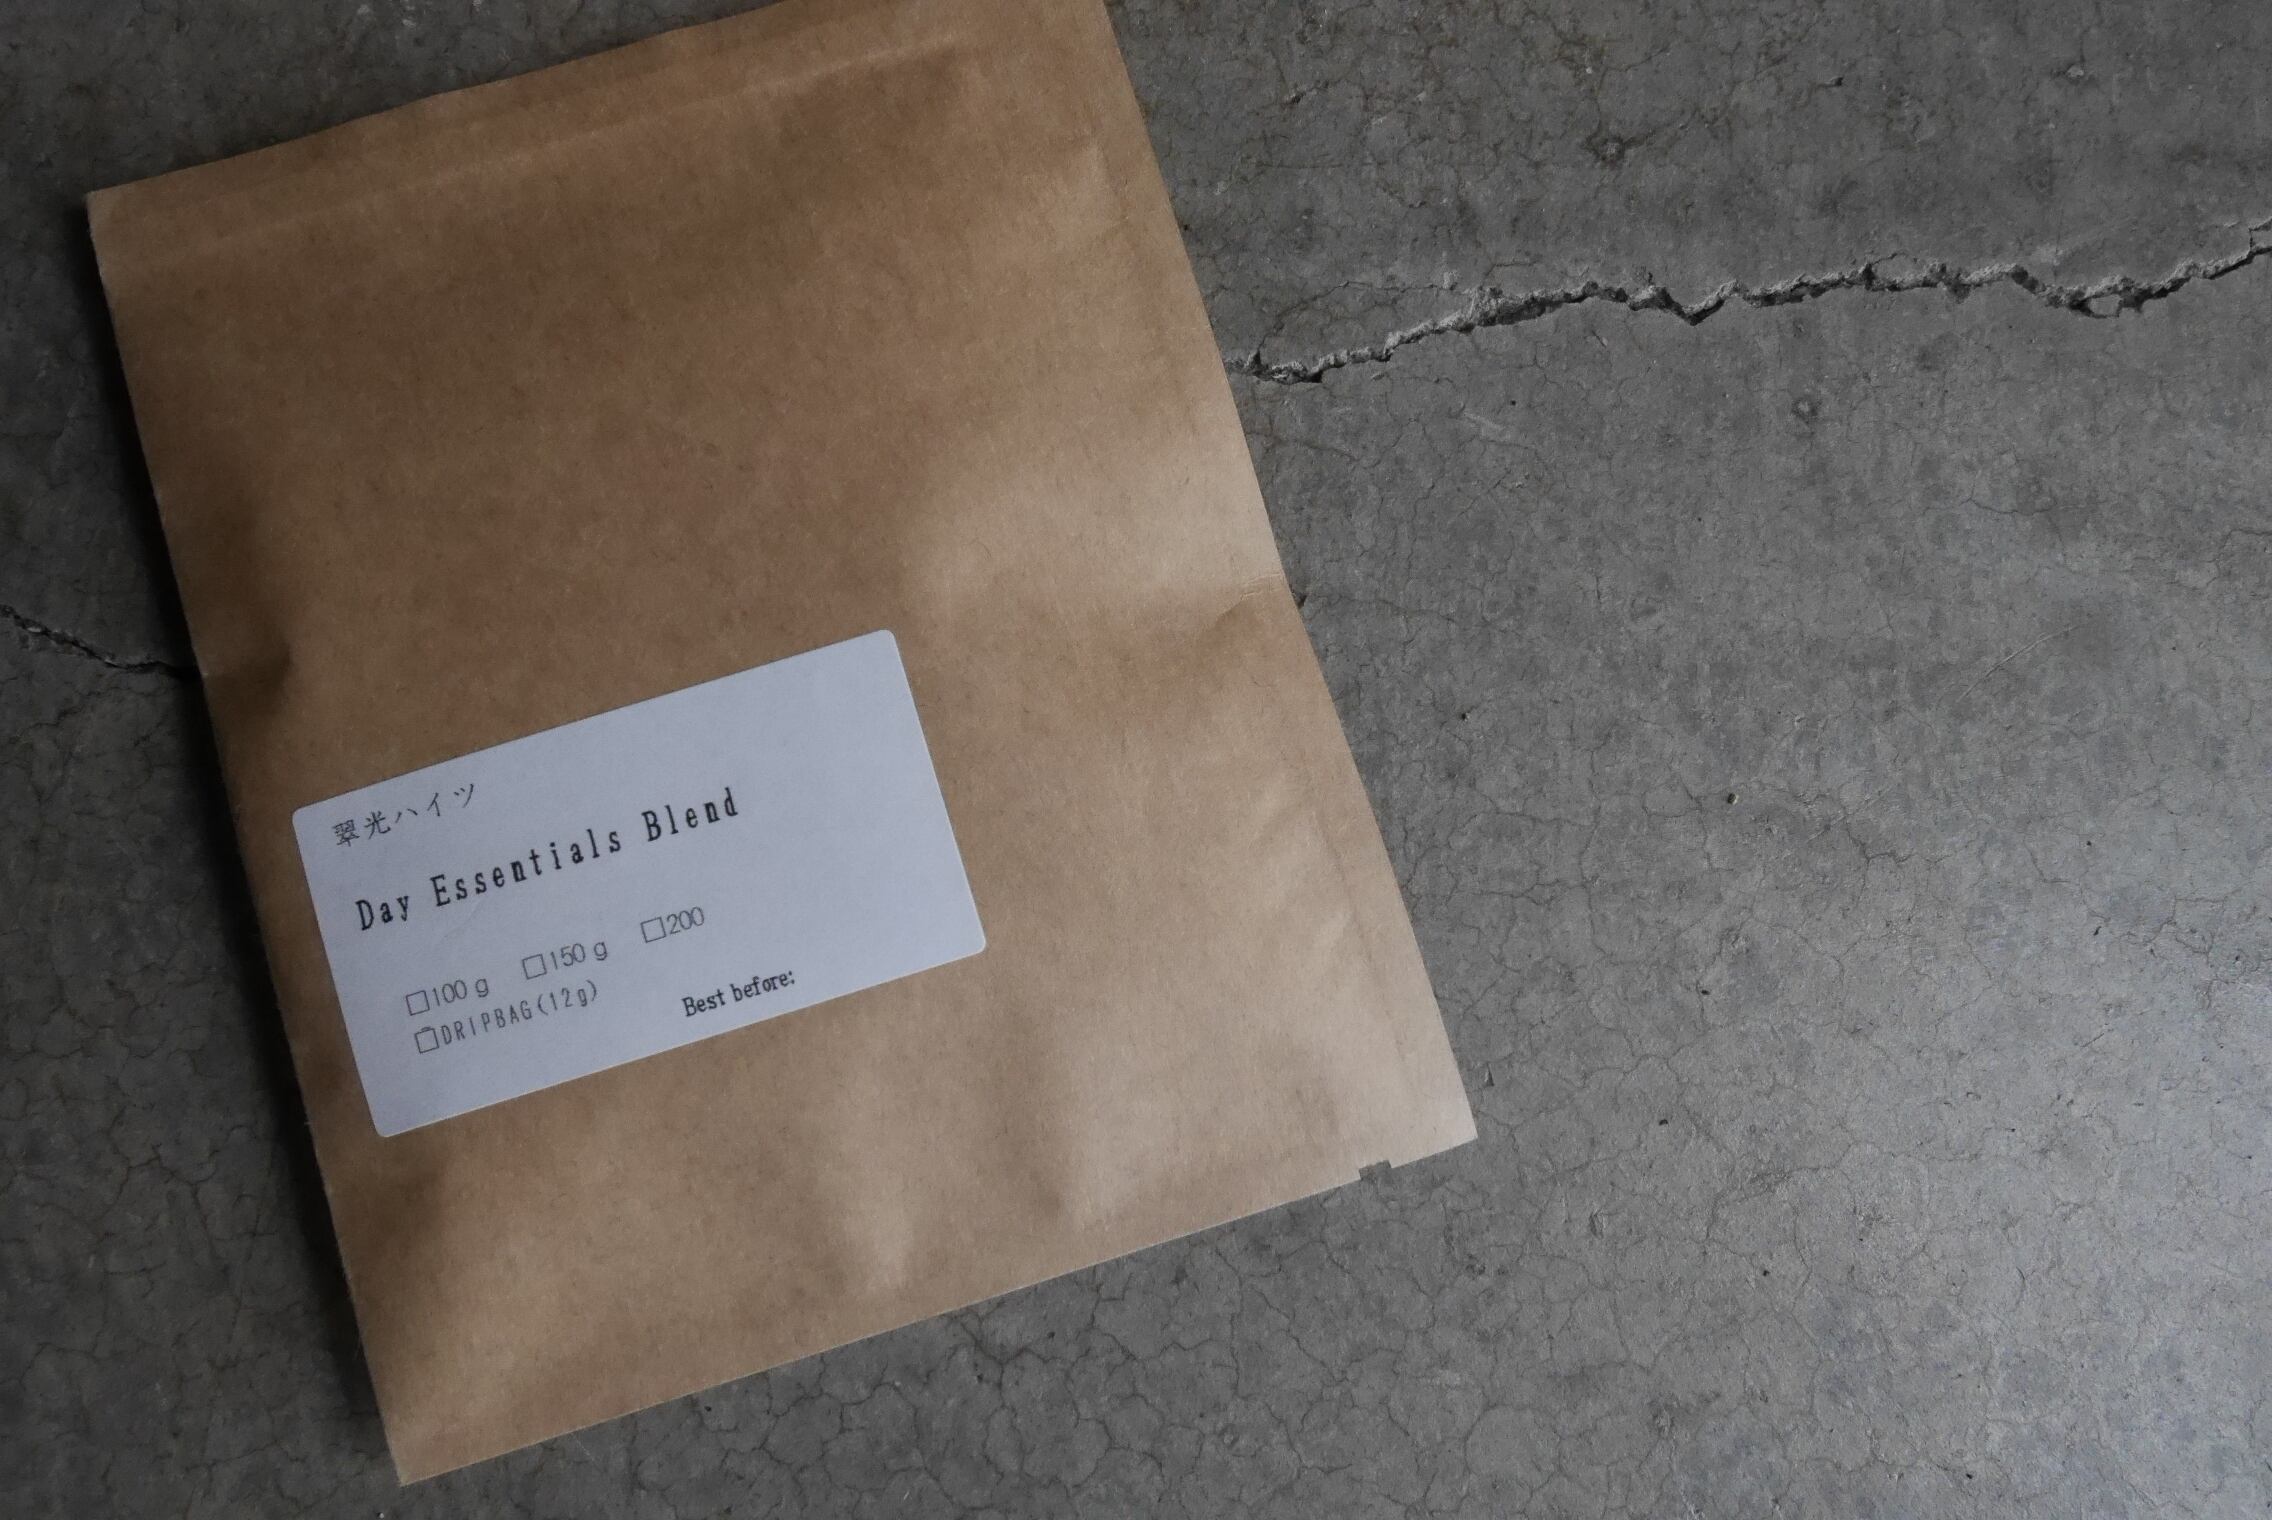 翠光ハイツ
Day Essentials Blend
□100 g □150 g □200
□DRIPBAG(12g)
Best before: